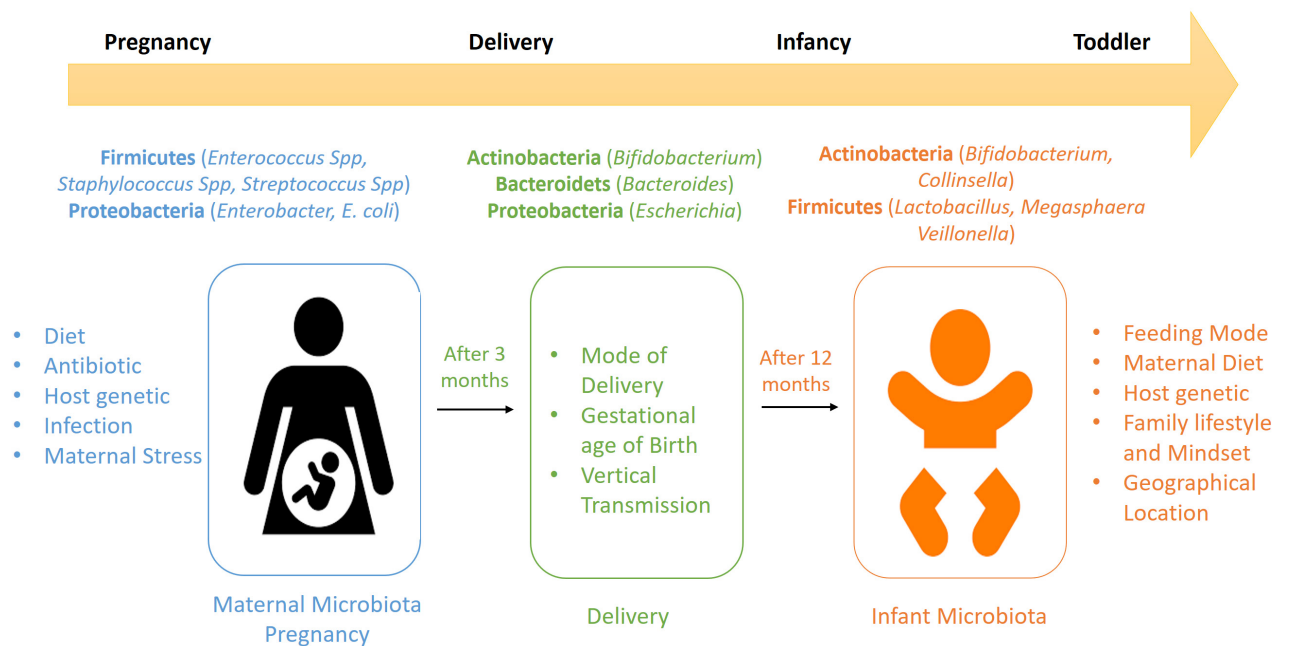 Pregnancy
Delivery
Infancy
Toddler
Firmicutes (Enterococcus Spp,
Staphylococcus Spp, Streptococcus Spp)
Proteobacteria (Enterobacter, E. coli)
Actinobacteria (Bifidobacterium)
Bacteroidets (Bacteroides)
Proteobacteria (Escherichia)
Actinobacteria (Bifidobacterium,
Collinsella)
Firmicutes (Lactobacillus, Megasphaera
Veillonella)
• Diet
• Antibiotic
• Host genetic
• Infection
• Maternal Stress
After 3
months
• Mode of
Delivery
• Gestational
age of Birth
• Vertical
Transmission
After 12
months
• Feeding Mode
• Maternal Diet
• Host genetic
• Family lifestyle
and Mindset
• Geographical
Location
Maternal Microbiota
Pregnancy
Delivery
Infant Microbiota